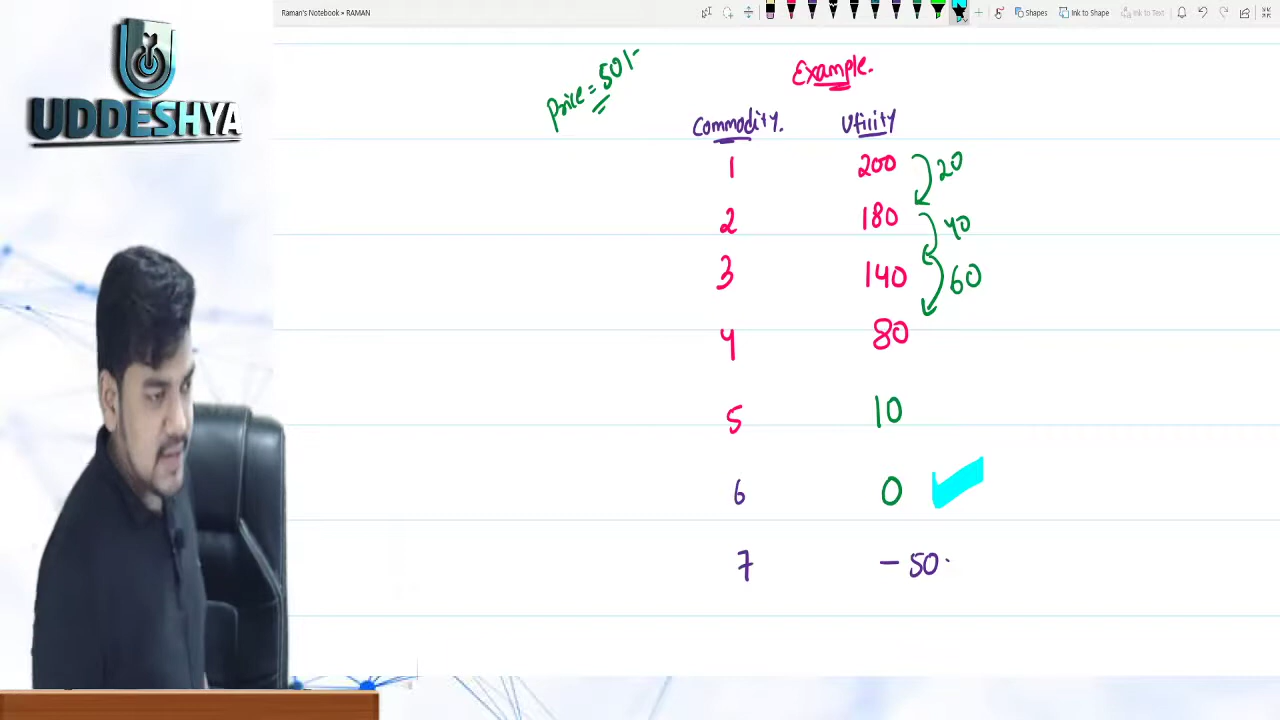 Raman's Notebook » RAMAN
Shapes
Ink to Shape
Ink to Text
UDDESHYA
Price = 50/-
Example.
Commodity. Utility
1 200 20
2 180 40
3 140 60
4 80
5 10
6 0
7 - 50.